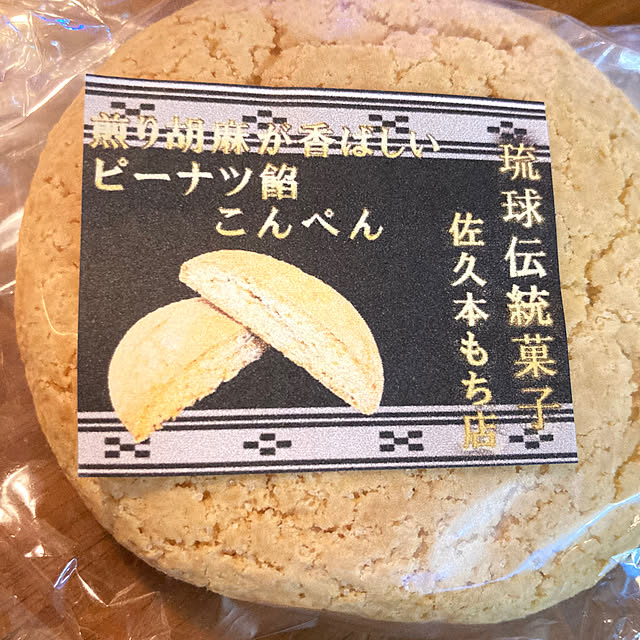 煎り胡麻が香ばしい
ピーナツ餡
こんぺん
琉球伝統菓子
佐久本もち店